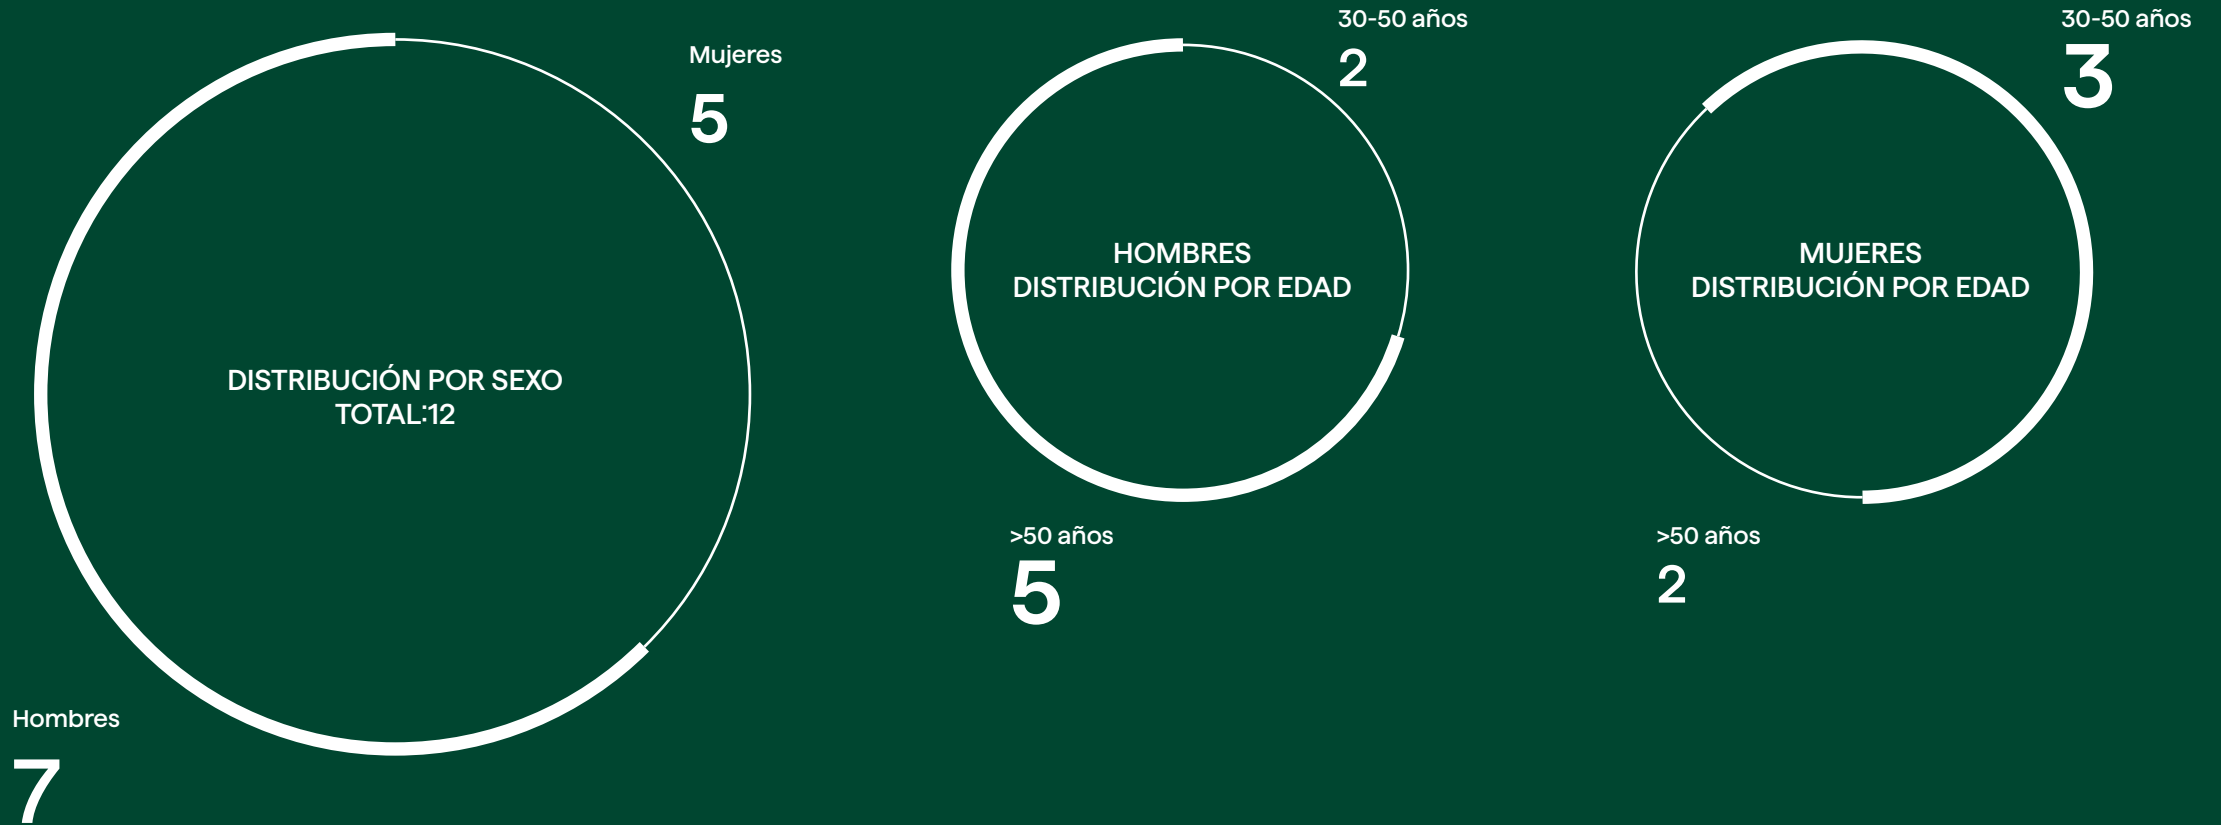 Mujeres
5
DISTRIBUCIÓN POR SEXO
TOTAL:12
Hombres
7
30-50 años
2
HOMBRES
DISTRIBUCIÓN POR EDAD
>50 años
5
30-50 años
3
MUJERES
DISTRIBUCIÓN POR EDAD
>50 años
2